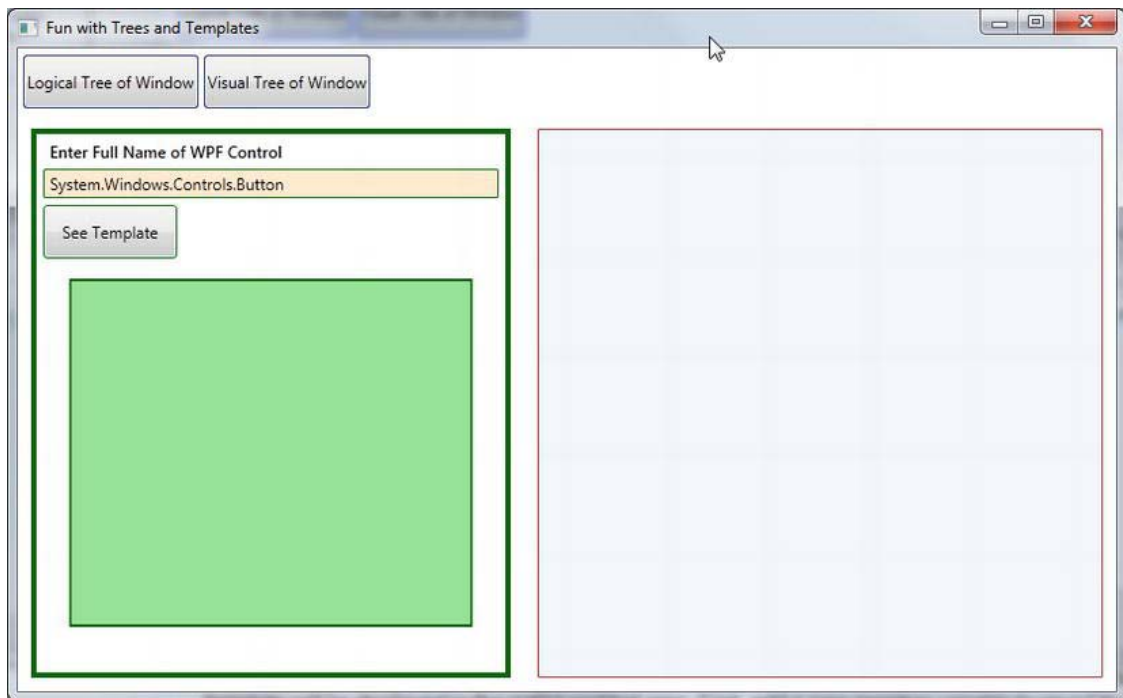 Fun with Trees and Templates
Logical Tree of Window Visual Tree of Window
Enter Full Name of WPF Control
System.Windows.Controls.Button
See Template